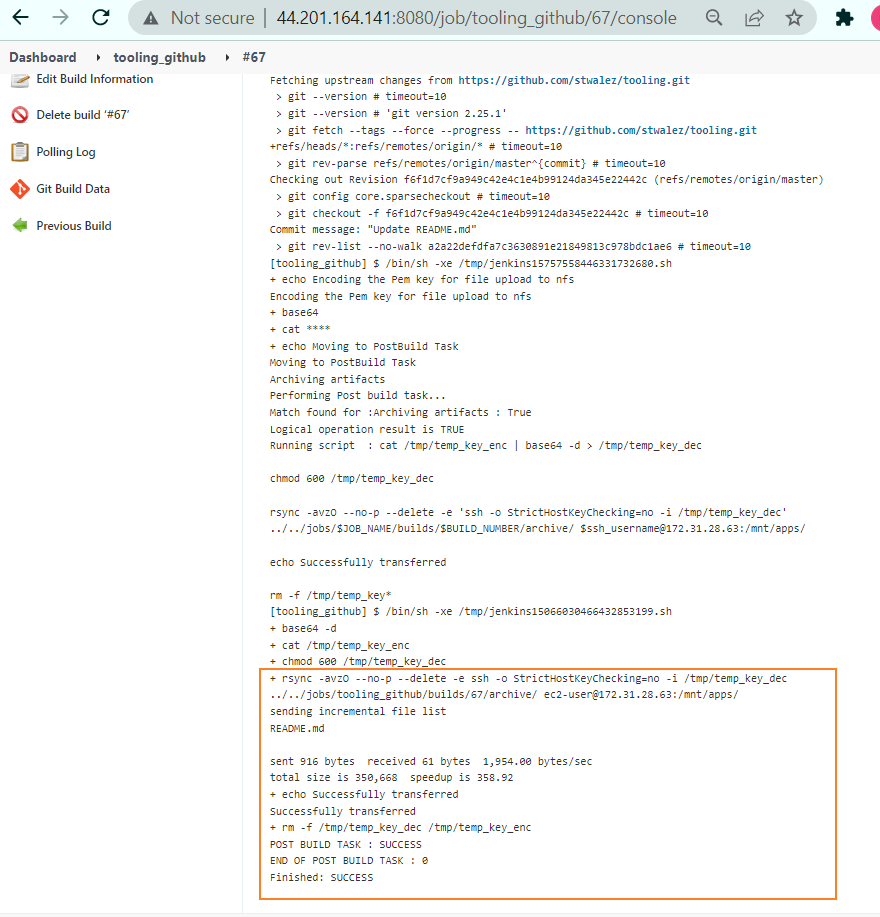 Not secure
44.201.164.141:8080/job/tooling_github/67/console
Dashboard
tooling_github
#67
Edit Build Information
Delete build ‘#67’
Polling Log
Git Build Data
Previous Build
Fetching upstream changes from https://github.com/stwalez/tooling.git
> git --version # timeout=10
> git --version # 'git version 2.25.1'
> git fetch --tags --force --progress -- https://github.com/stwalez/tooling.git
+refs/heads/*:refs/remotes/origin/* # timeout=10
> git rev-parse refs/remotes/origin/master^{commit} # timeout=10
Checking out Revision f6f1d7cf9a949c42e4c1e4b99124da345e22442c (refs/remotes/origin/master)
> git config core.sparsecheckout # timeout=10
> git checkout -f f6f1d7cf9a949c42e4c1e4b99124da345e22442c # timeout=10
Commit message: "Update README.md"
> git rev-list --no-walk a2a22defdfa7c3630891e21849813c978bdc1ae6 # timeout=10
[tooling_github] $ /bin/sh -xe /tmp/jenkins15757558446331732680.sh
+ echo Encoding the Pem key for file upload to nfs
Encoding the Pem key for file upload to nfs
+ base64
+ cat ****
+ echo Moving to PostBuild Task
Moving to PostBuild Task
Archiving artifacts
Performing Post build task...
Match found for :Archiving artifacts : True
Logical operation result is TRUE
Running script  : cat /tmp/temp_key_enc | base64 -d > /tmp/temp_key_dec
chmod 600 /tmp/temp_key_dec
rsync -avzO --no-p --delete -e 'ssh -o StrictHostKeyChecking=no -i /tmp/temp_key_dec'
../../jobs/$JOB_NAME/builds/$BUILD_NUMBER/archive/ $ssh_username@172.31.28.63:/mnt/apps/
echo Successfully transferred
rm -f /tmp/temp_key*
[tooling_github] $ /bin/sh -xe /tmp/jenkins15066030466432853199.sh
+ base64 -d
+ cat /tmp/temp_key_enc
+ chmod 600 /tmp/temp_key_dec
+ rsync -avzO --no-p --delete -e ssh -o StrictHostKeyChecking=no -i /tmp/temp_key_dec
../../jobs/tooling_github/builds/67/archive/ ec2-user@172.31.28.63:/mnt/apps/
sending incremental file list
README.md
sent 916 bytes  received 61 bytes  1,954.00 bytes/sec
total size is 350,668  speedup is 358.92
+ echo Successfully transferred
Successfully transferred
+ rm -f /tmp/temp_key_dec /tmp/temp_key_enc
POST BUILD TASK : SUCCESS
END OF POST BUILD TASK : 0
Finished: SUCCESS